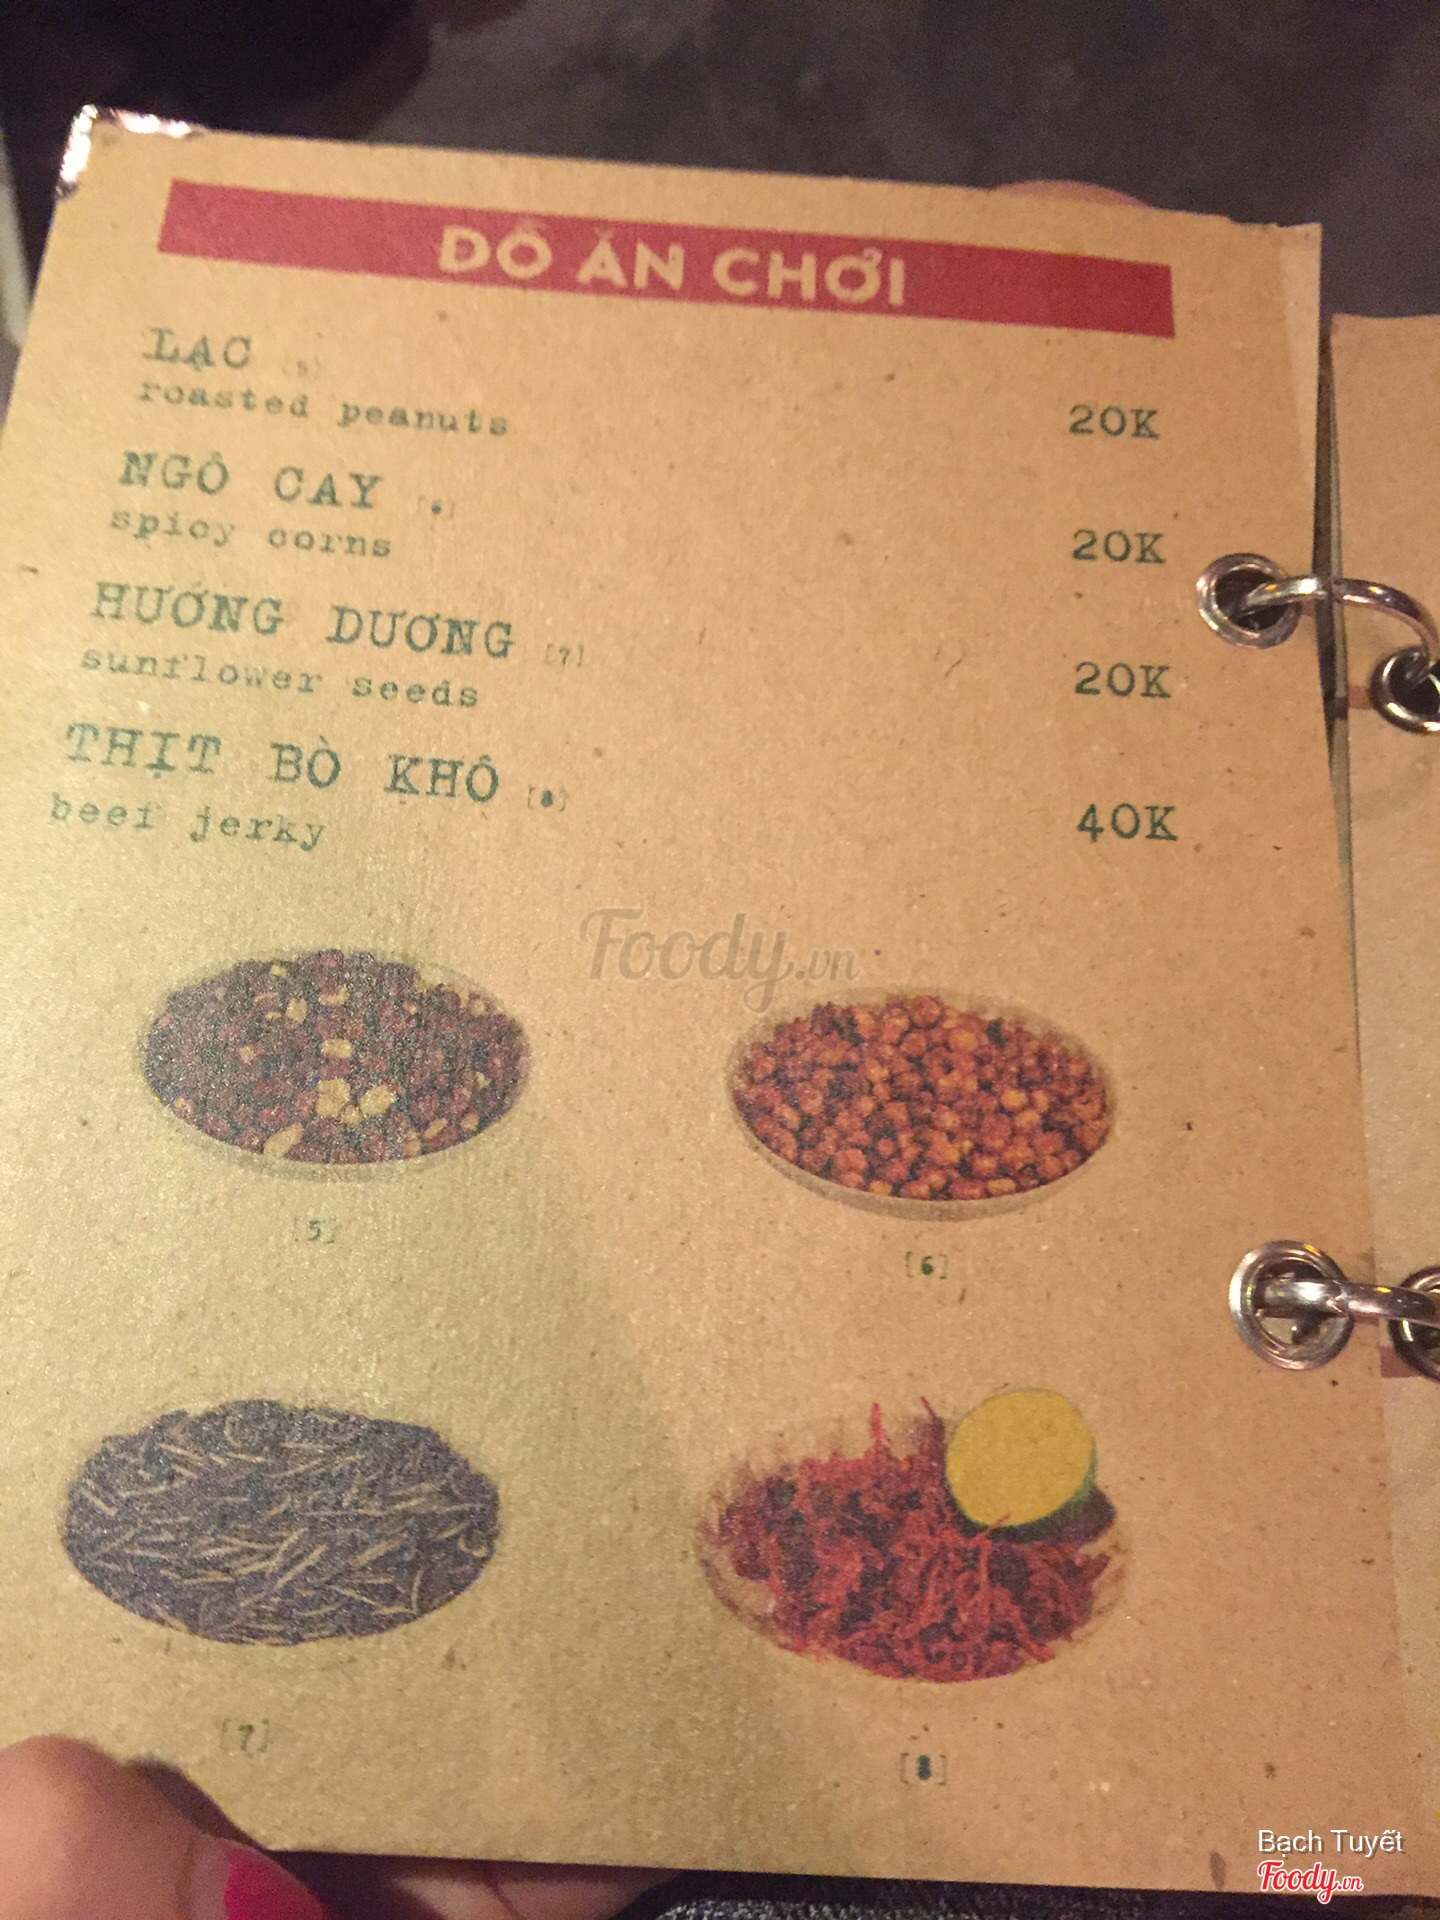 ĐỒ ĂN CHƠI
LẠC [5]
roasted peanuts 20K
NGÔ CAY [6]
spicy corns 20K
HƯỚNG DƯƠNG [7]
sunflower seeds 20K
THỊT BÒ KHÔ [8]
beef jerky 40K
Foody.vn
[5]
[6]
[7]
[8]
Bạch Tuyết
Foody.vn